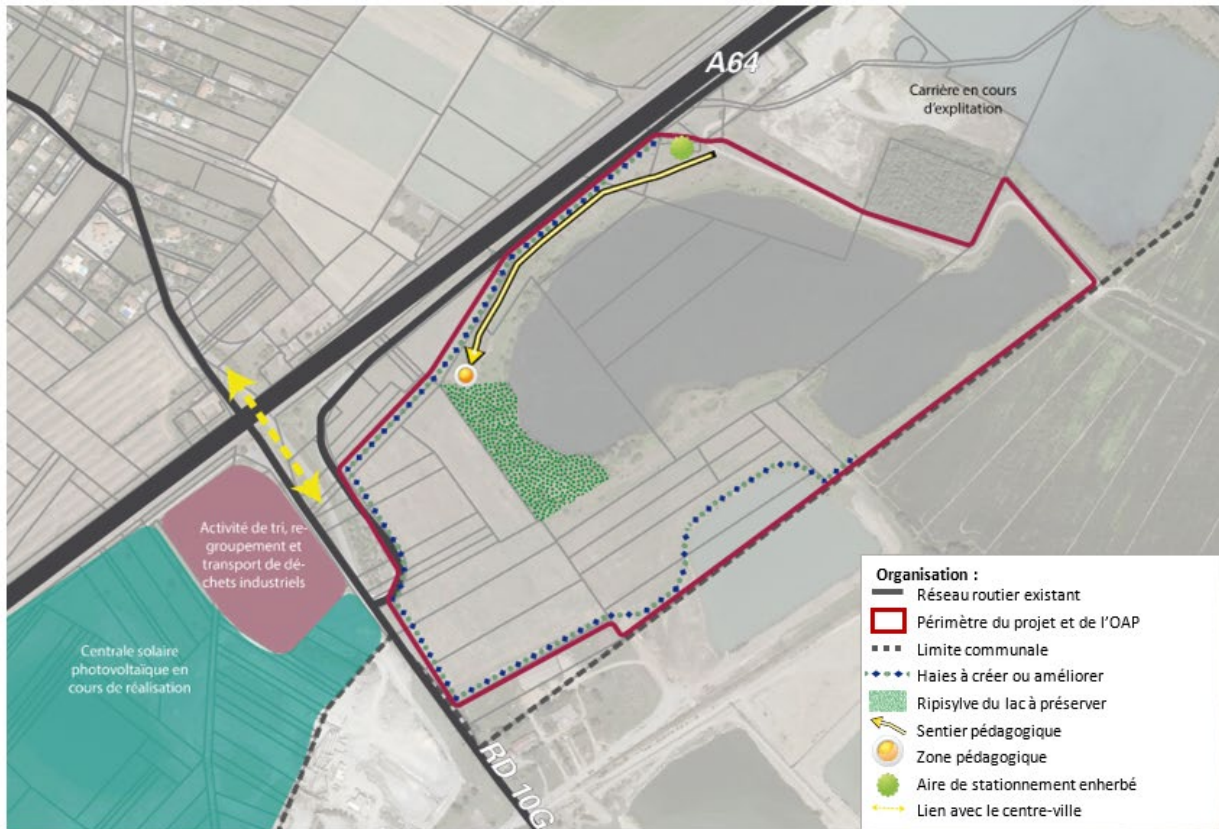 A64
Carrière en cours
d'explitation
Activité de tri, re-
groupement et
transport de dé-
chets industriels
Centrale solaire
photovoltaïque en
cours de réalisation
RD 10G
Organisation :
Réseau routier existant
Périmètre du projet et de l'OAP
Limite communale
Haies à créer ou améliorer
Ripisylve du lac à préserver
Sentier pédagogique
Zone pédagogique
Aire de stationnement enherbé
Lien avec le centre-ville